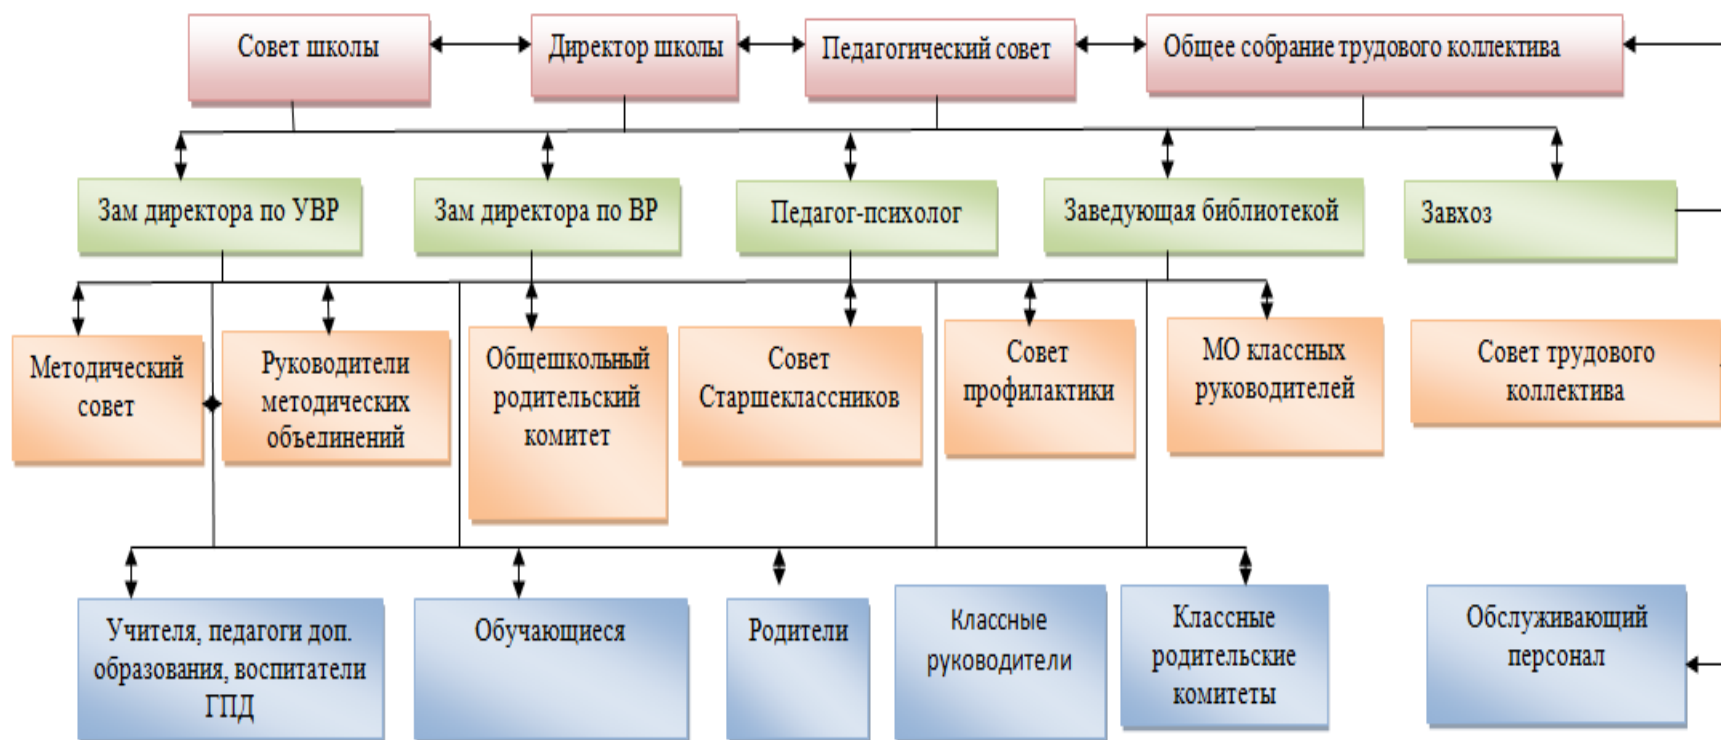 Совет школы
Директор школы
Педагогический совет
Общее собрание трудового коллектива
Зам директора по УВР
Зам директора по ВР
Педагог-психолог
Заведующая библиотекой
Завхоз
Методический
совет
Руководители
методических
объединений
Общешкольный
родительский
комитет
Совет
Старшеклассников
Совет
профилактики
МО классных
руководителей
Совет трудового
коллектива
Учителя, педагоги доп.
образования, воспитатели
ГПД
Обучающиеся
Родители
Классные
руководители
Классные
родительские
комитеты
Обслуживающий
персонал